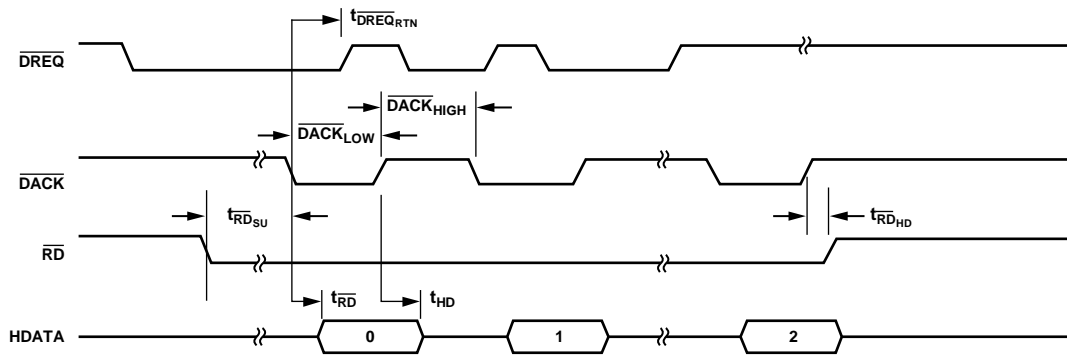 tDREQRTN
DREQ
DACKHIGH
DACKLOW
DACK
tRDSU
tRDHD
RD
tRD
tHD
HDATA
0
1
2